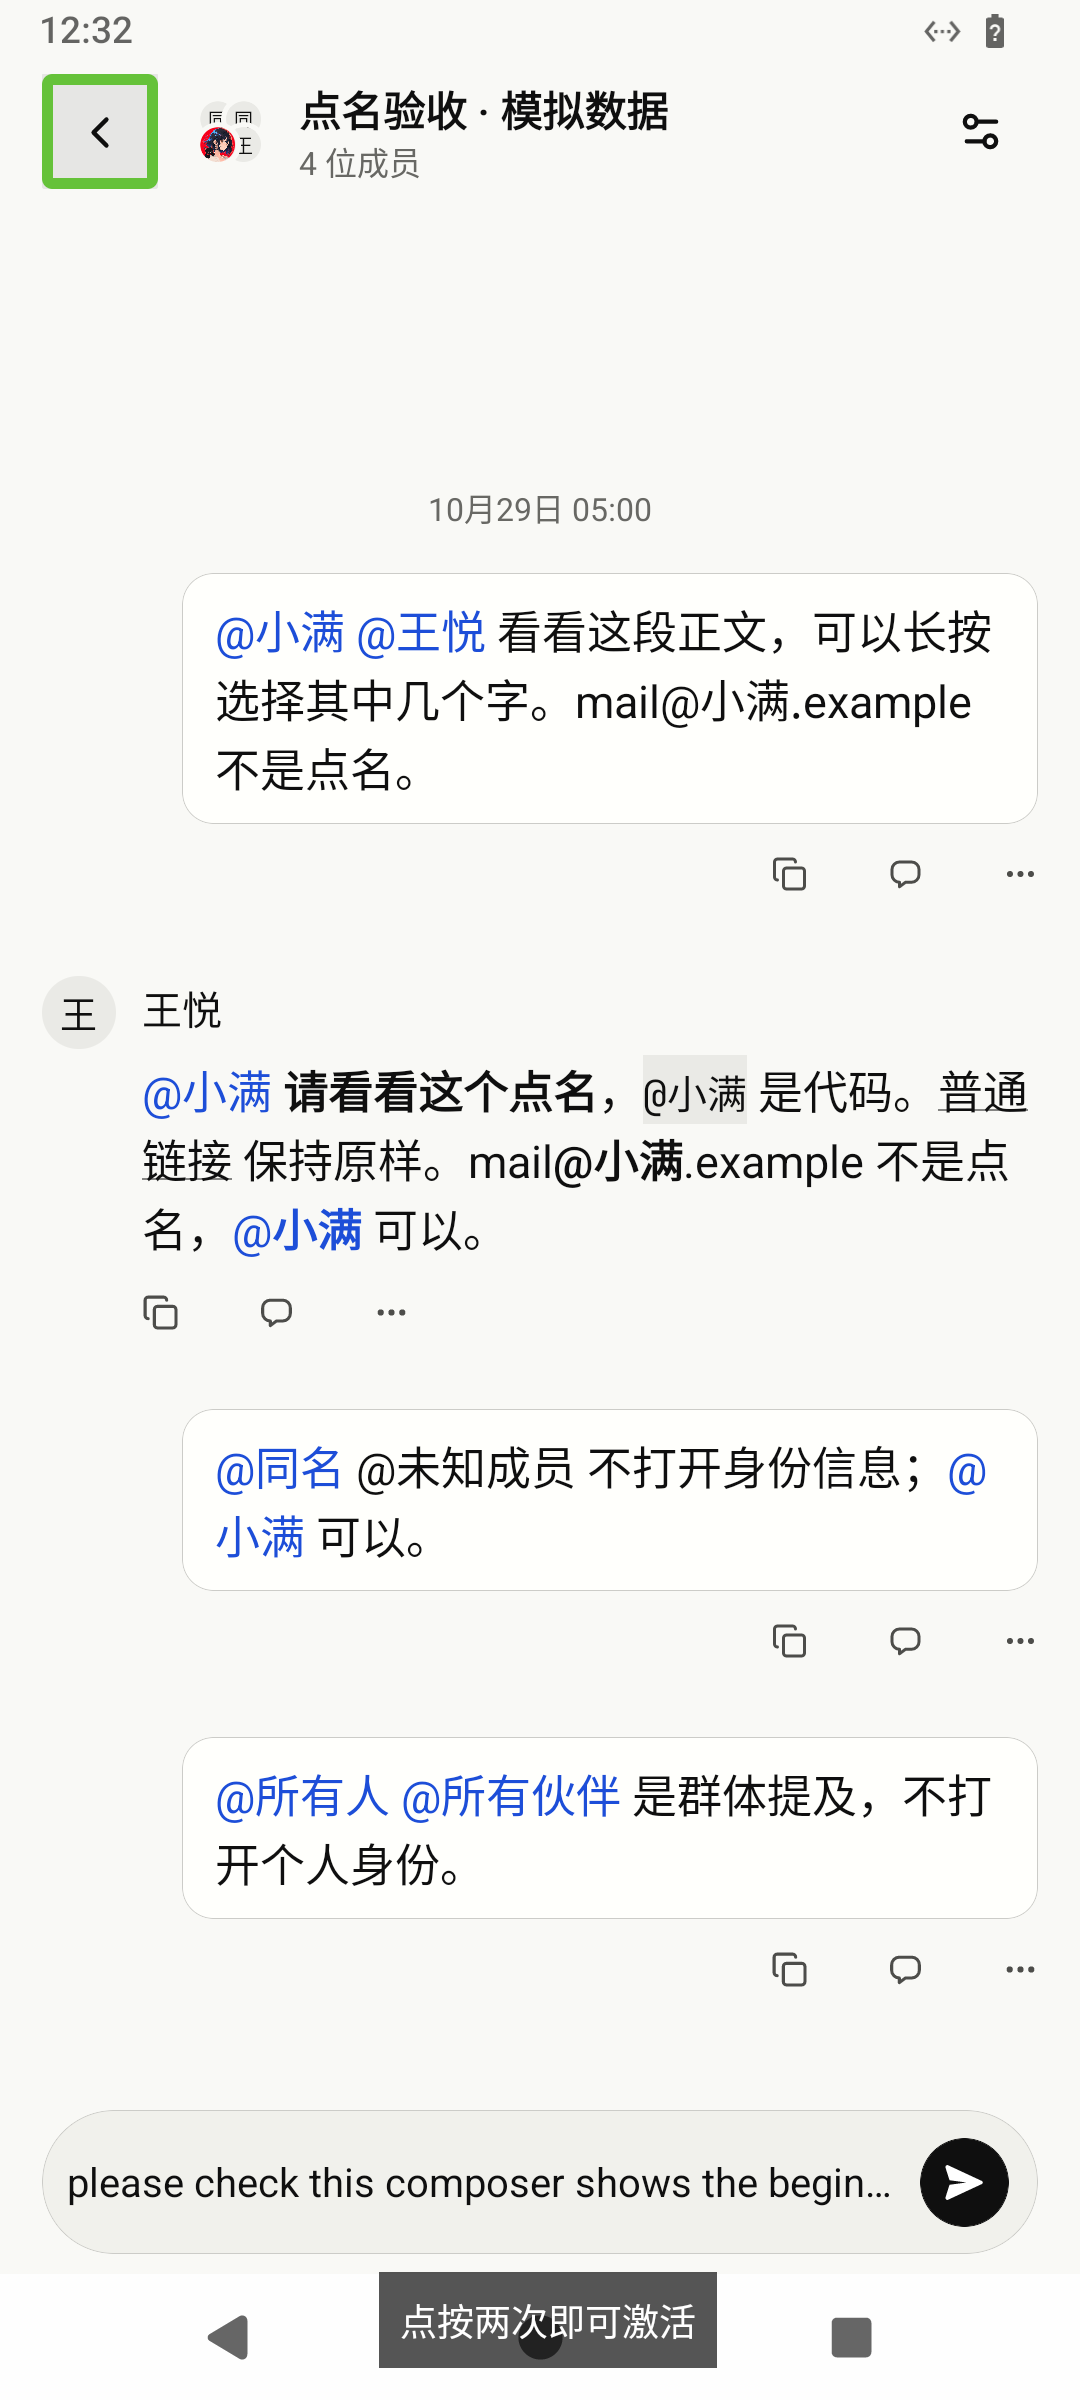 12:32
点名验收 · 模拟数据
4 位成员
王
10月29日 05:00
@小满 @王悦 看看这段正文，可以长按
选择其中几个字。mail@小满.example
不是点名。
王 王悦
@小满 请看看这个点名，@小满 是代码。普通
链接 保持原样。mail@小满.example 不是点
名，@小满 可以。
@同名 @未知成员 不打开身份信息；@
小满 可以。
@所有人 @所有伙伴 是群体提及，不打
开个人身份。
please check this composer shows the begin…
点按两次即可激活